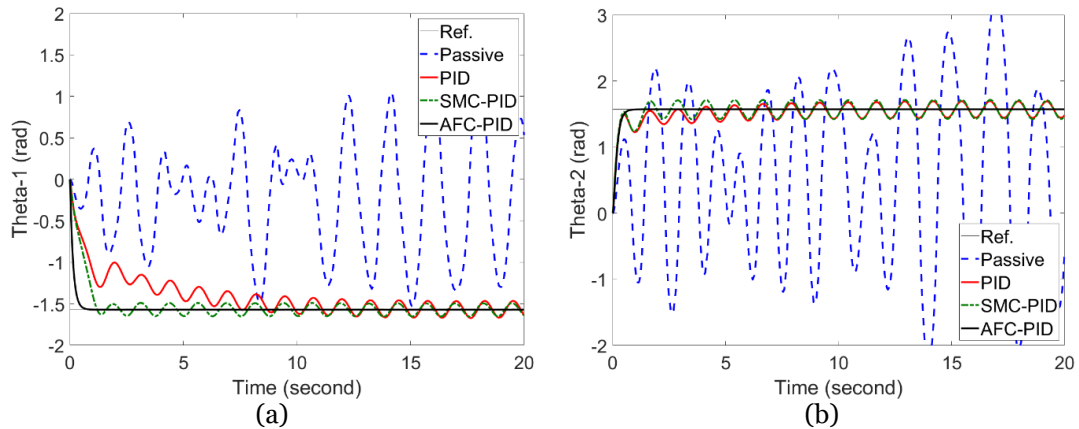 2
1.5
1
0.5
0
-0.5
-1
-1.5
-2
Theta-1 (rad)
0
5
10
15
20
Time (second)
Ref.
Passive
PID
SMC-PID
AFC-PID
(a)
3
2
1
0
-1
-2
Theta-2 (rad)
0
5
10
15
20
Time (second)
Ref.
Passive
PID
SMC-PID
AFC-PID
(b)